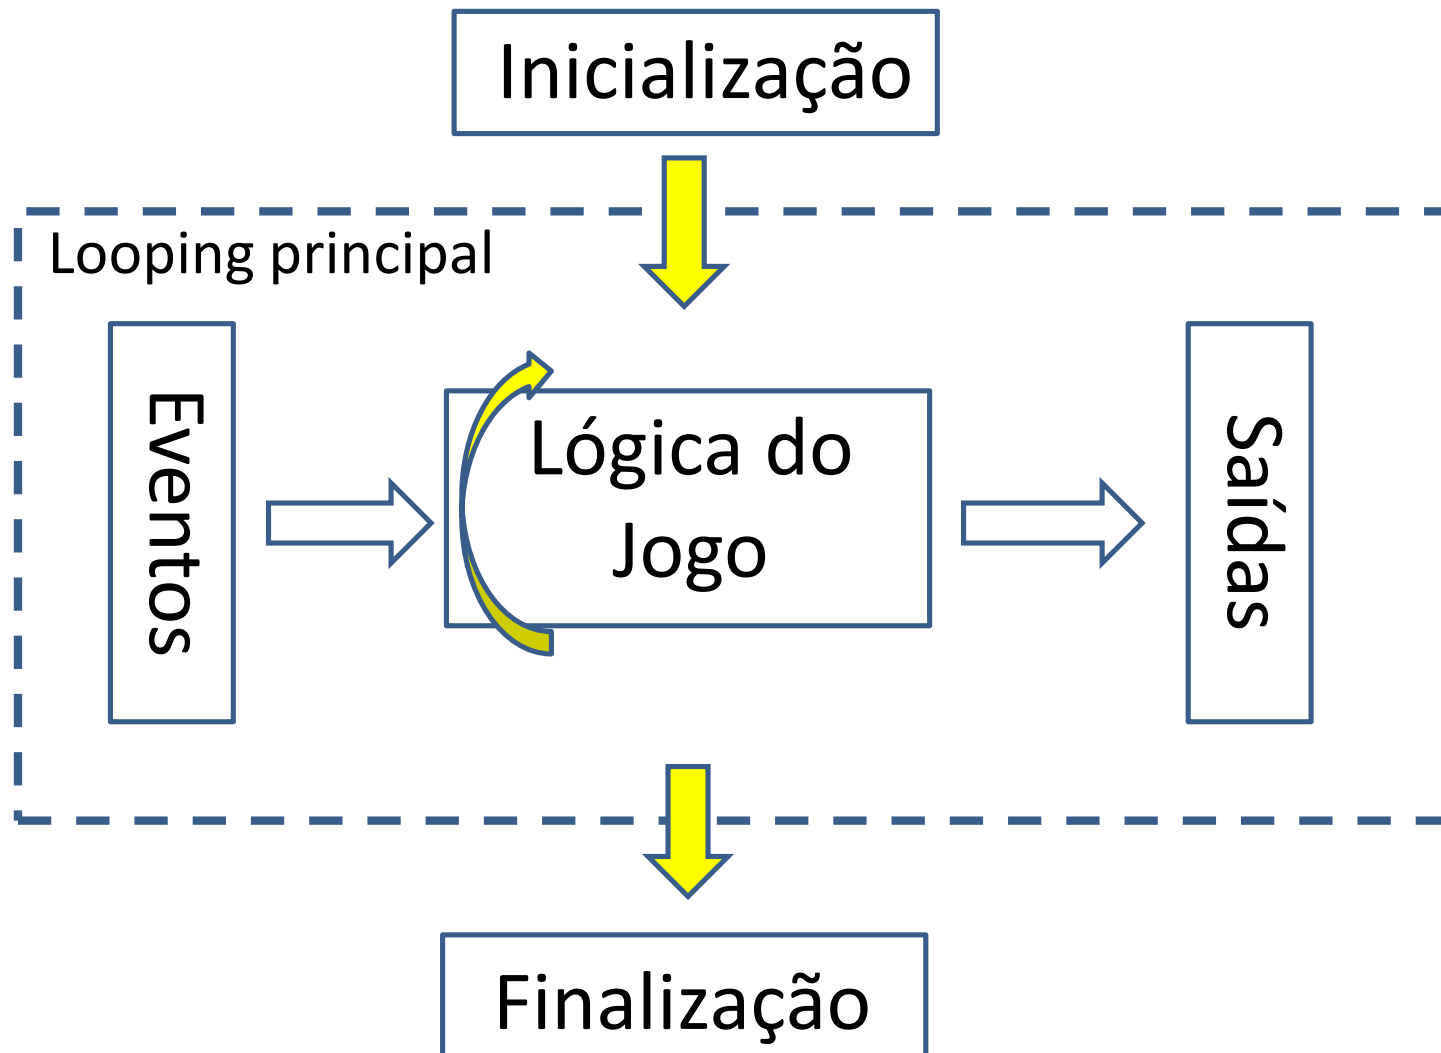 Inicialização
Looping principal
Eventos
Lógica do
Jogo
Saídas
Finalização